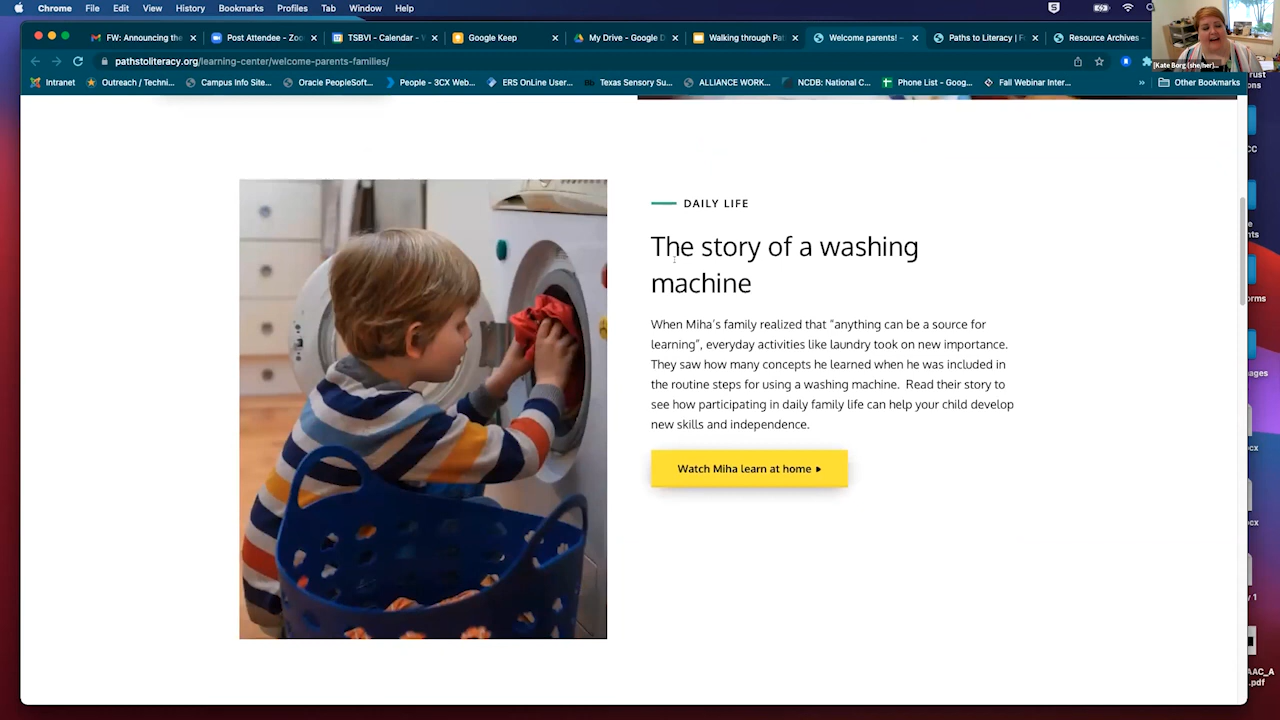 Chrome File Edit View History Bookmarks Profiles Tab Window Help
FW: Announcing the
Post Attendee - Zoo
TSBVI - Calendar -
Google Keep
My Drive - Google D
Walking through Pat
Welcome parents! –
Paths to Literacy | F
Resource Archives -
pathstoliteracy.org/learning-center/welcome-parents-families/
[Kate Borg (she/her)...
Intranet
Outreach / Techni...
Campus Info Site...
Oracle PeopleSoft...
People - 3CX Web...
ERS OnLine User...
Texas Sensory Su...
ALLIANCE WORK...
NCDB: National C...
Phone List - Goog...
Fall Webinar Inter...
»
Other Bookmarks
DAILY LIFE
The story of a washing
machine
When Miha's family realized that “anything can be a source for
learning”, everyday activities like laundry took on new importance.
They saw how many concepts he learned when he was included in
the routine steps for using a washing machine. Read their story to
see how participating in daily family life can help your child develop
new skills and independence.
Watch Miha learn at home